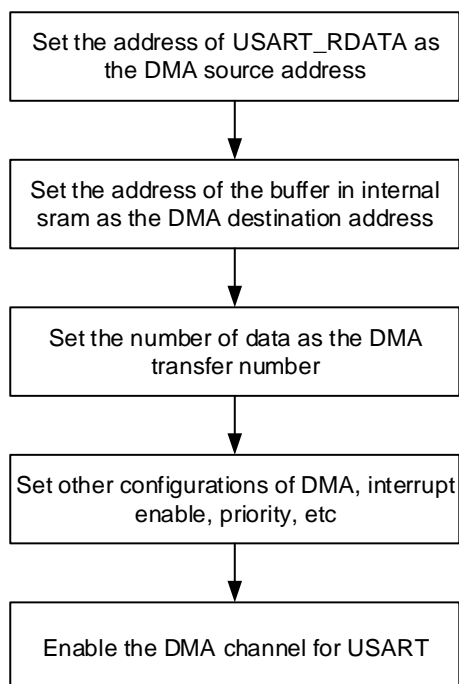 Set the address of USART_RDATA as
the DMA source address
Set the address of the buffer in internal
sram as the DMA destination address
Set the number of data as the DMA
transfer number
Set other configurations of DMA, interrupt
enable, priority, etc
Enable the DMA channel for USART